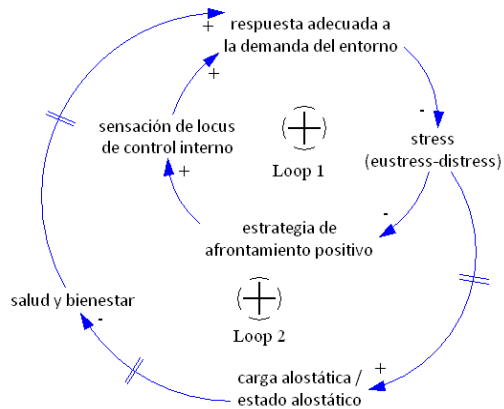 respuesta adecuada a
la demanda del entorno
+
+
-
sensación de locus
de control interno
(+)
stress
(eustress-distress)
Loop 1
+
-
estrategia de
afrontamiento positivo
salud y bienestar
-
(+)
Loop 2
+
carga alostática /
estado alostático